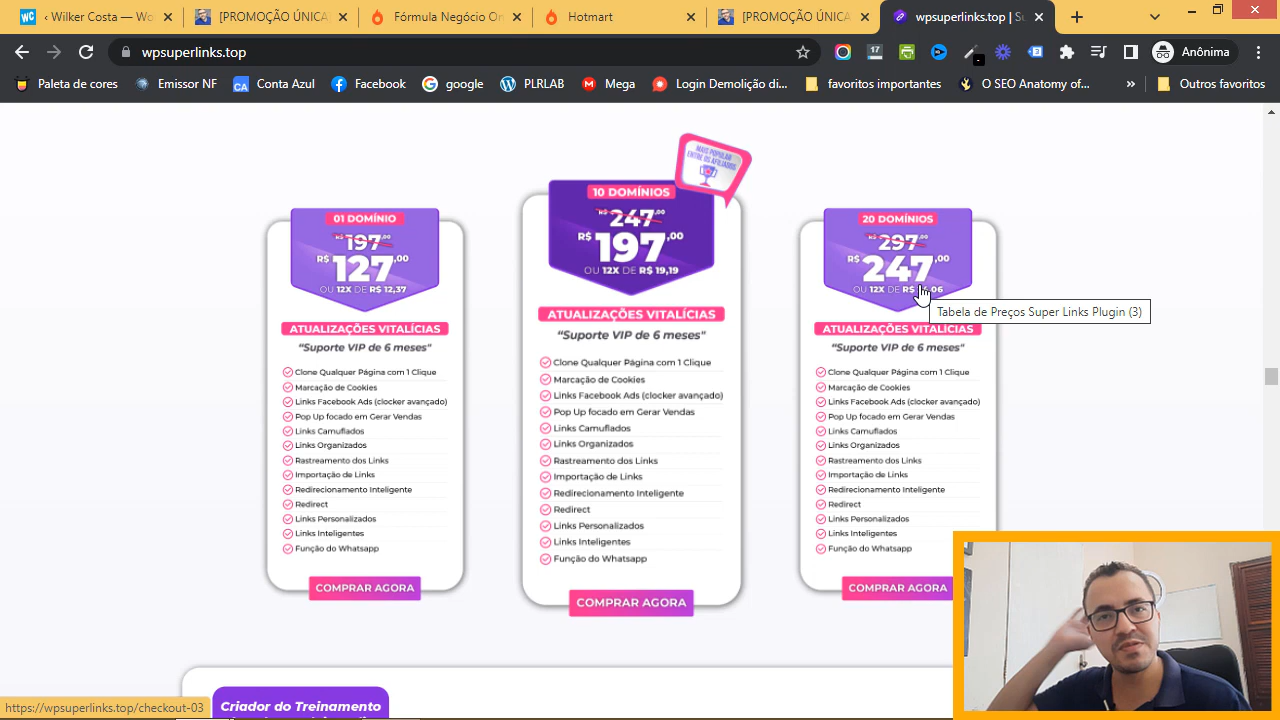 ‹ Wilker Costa — Wo
[PROMOÇÃO ÚNICA
Fórmula Negócio On
Hotmart
[PROMOÇÃO ÚNICA
wpsuperlinks.top | Su
wpsuperlinks.top
17
Anônima
Paleta de cores
Emissor NF
CA
Conta Azul
Facebook
google
PLRLAB
Mega
Login Demolição di...
favoritos importantes
O SEO Anatomy of...
»
Outros favoritos
MAIS POPULAR
ENTRE OS AFILIADOS
01 DOMÍNIO
R$ 197,00
R$ 127,00
OU 12X DE R$ 12,37
ATUALIZAÇÕES VITALÍCIAS
“Suporte VIP de 6 meses"
Clone Qualquer Página com 1 Clique
Marcação de Cookies
Links Facebook Ads (clocker avançado)
Pop Up focado em Gerar Vendas
Links Camuflados
Links Organizados
Rastreamento dos Links
Importação de Links
Redirecionamento Inteligente
Redirect
Links Personalizados
Links Inteligentes
Função do Whatsapp
COMPRAR AGORA
10 DOMÍNIOS
R$ 247,00
R$ 197,00
OU 12X DE R$ 19,19
ATUALIZAÇÕES VITALÍCIAS
“Suporte VIP de 6 meses"
Clone Qualquer Página com 1 Clique
Marcação de Cookies
Links Facebook Ads (clocker avançado)
Pop Up focado em Gerar Vendas
Links Camuflados
Links Organizados
Rastreamento dos Links
Importação de Links
Redirecionamento Inteligente
Redirect
Links Personalizados
Links Inteligentes
Função do Whatsapp
COMPRAR AGORA
20 DOMÍNIOS
R$ 297,00
R$ 247,00
OU 12X DE R$
Tabela de Preços Super Links Plugin (3)
ATUALIZAÇÕES VITALÍCIAS
“Suporte VIP de 6 meses"
Clone Qualquer Página com 1 Clique
Marcação de Cookies
Links Facebook Ads (clocker avançado)
Pop Up focado em Gerar Vendas
Links Camuflados
Links Organizados
Rastreamento dos Links
Importação de Links
Redirecionamento Inteligente
Redirect
Links Personalizados
Links Inteligentes
Função do Whatsapp
COMPRAR AGORA
https://wpsuperlinks.top/checkout-03
Criador do Treinamento